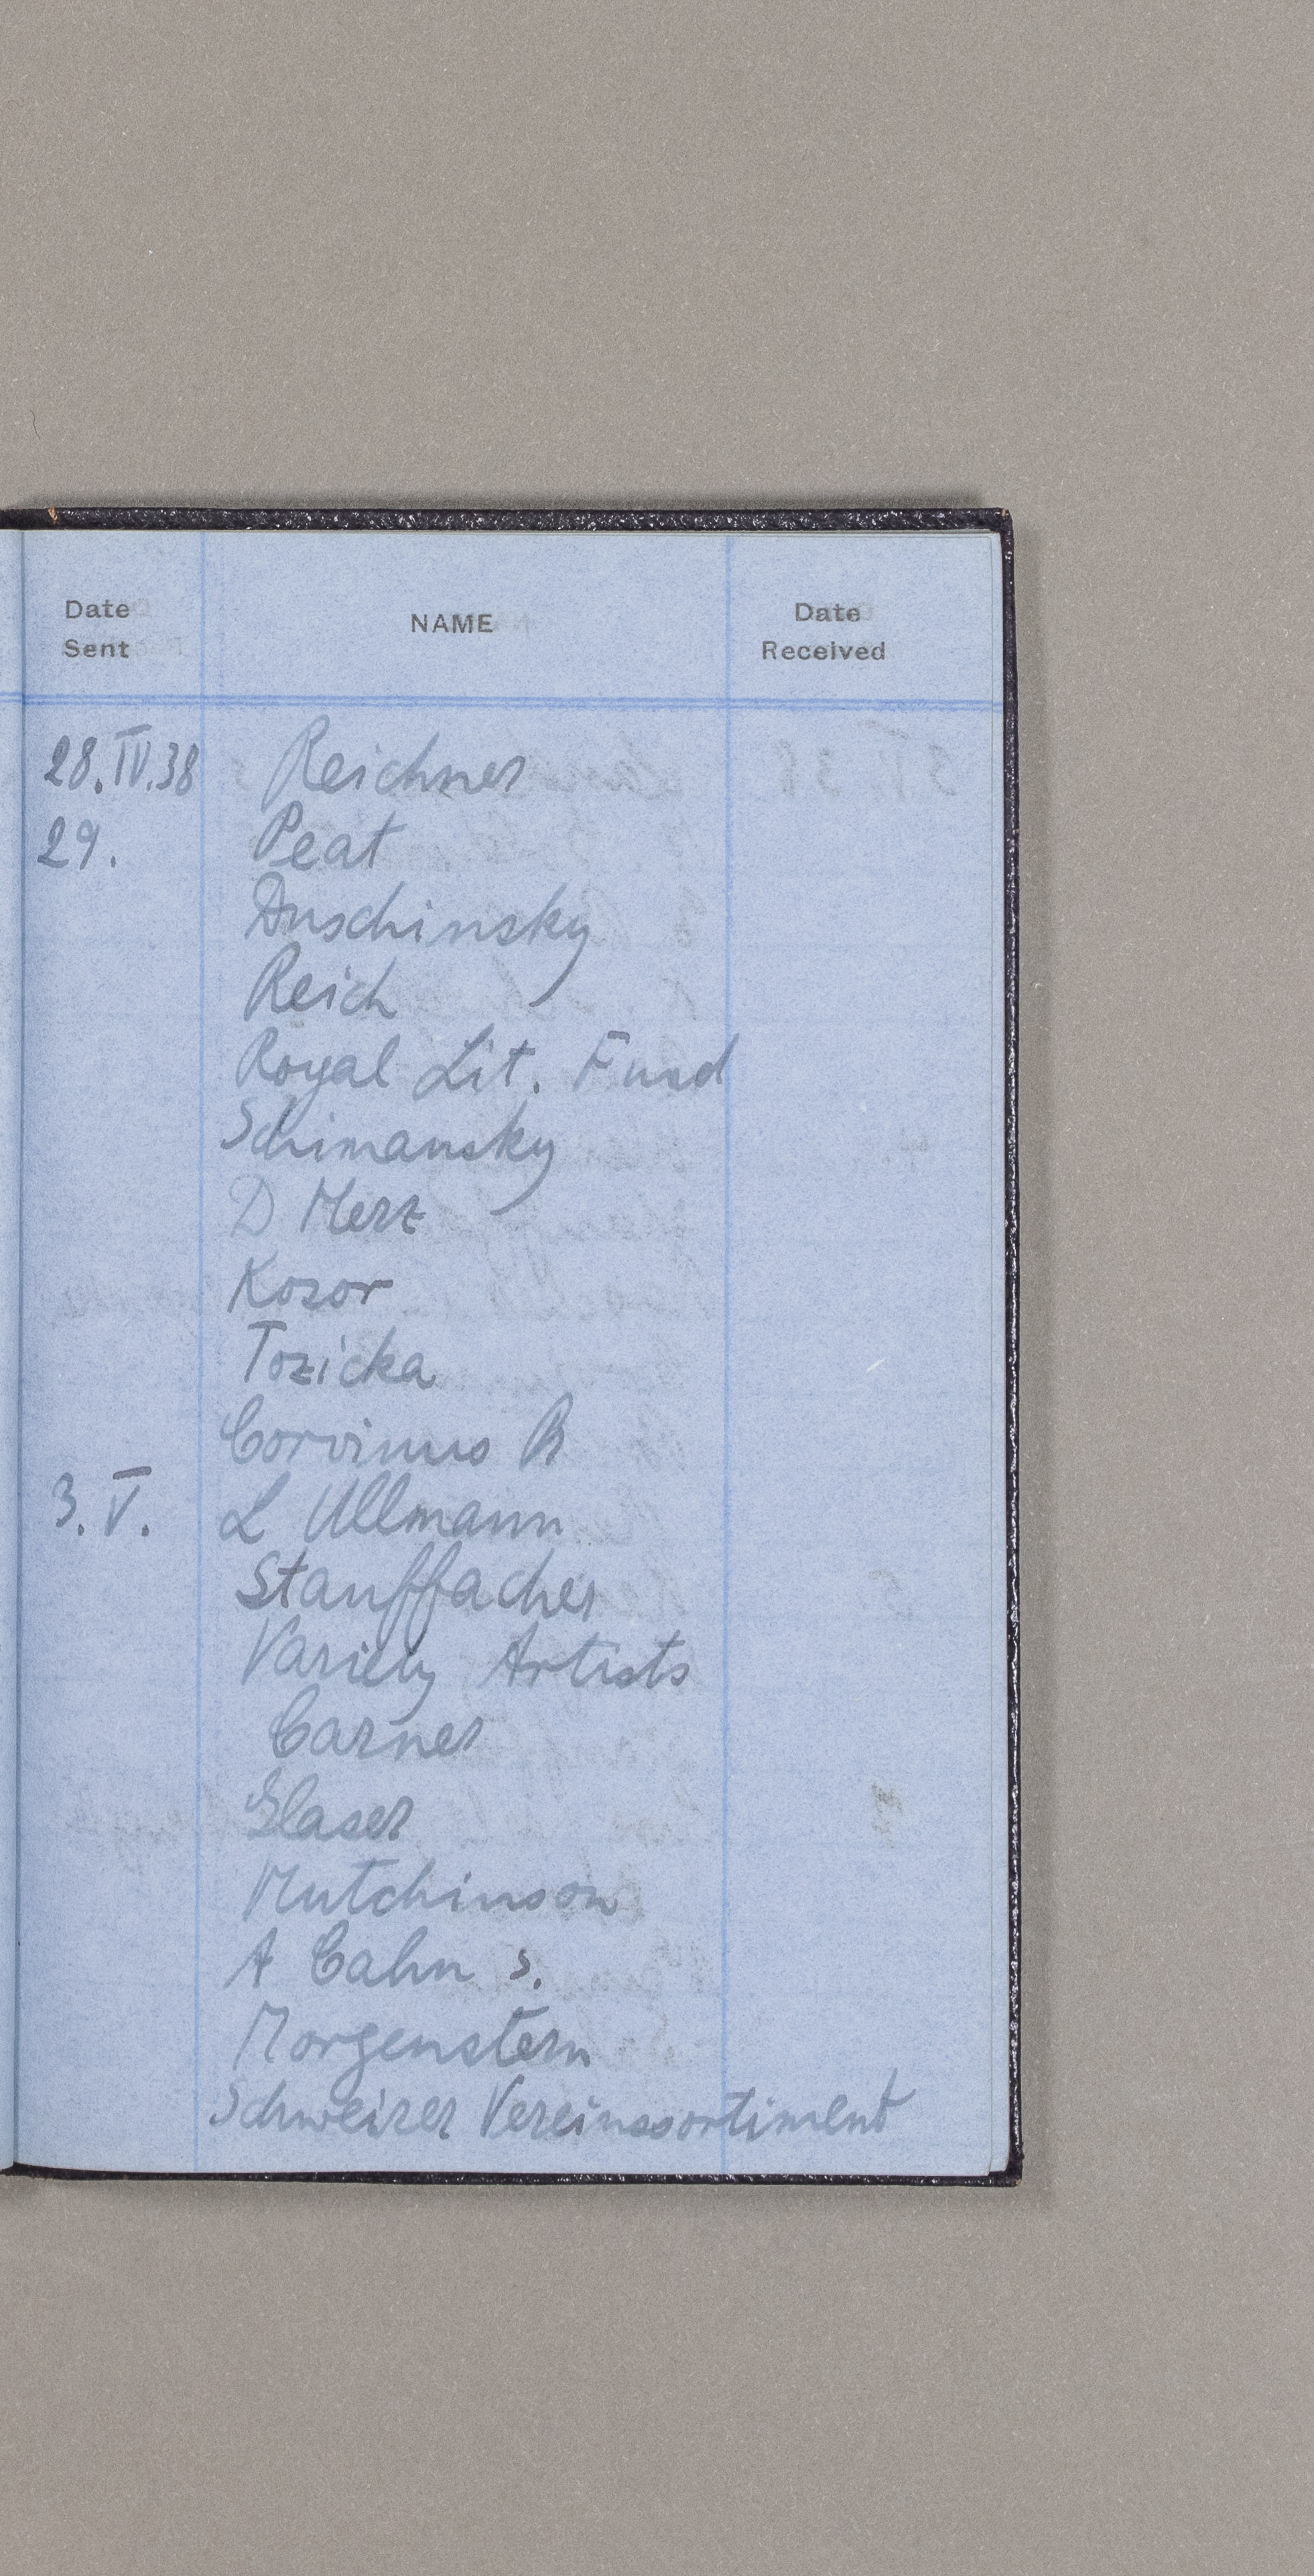 Date Sent NAME Date Received
28.IV.38 Reichner
29. Peat
Duschinsky
Reich
Royal Lit. Fund
Schimansky
D Merz
Kosor
Tozicka
Corvinus B
3.V. L Ullmann
Stauffacher
Variety Artists
Carner
Glaser
Hutchinson
A Cahn s.
Morgenstern
Schweizer Vereinssortiment